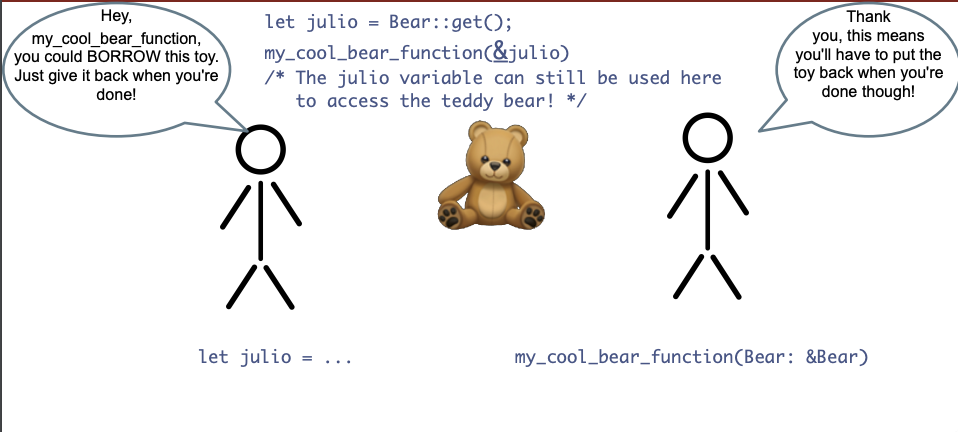 Hey,
my_cool_bear_function,
you could BORROW this toy.
Just give it back when you're
done!
let julio = Bear::get();
my_cool_bear_function(&julio)
/* The julio variable can still be used here
to access the teddy bear! */
Thank
you, this means
you'll have to put the
toy back when you're
done though!
let julio = ...
my_cool_bear_function(Bear: &Bear)